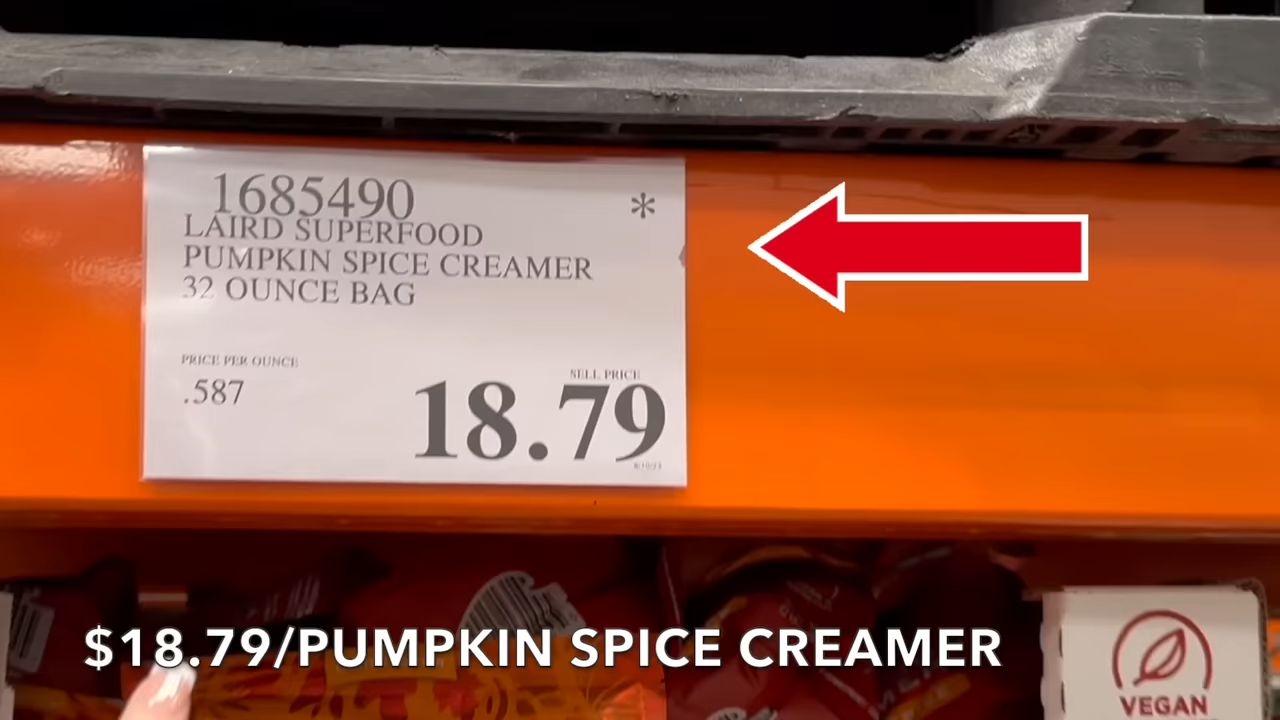 1685490
*
LAIRD SUPERFOOD
PUMPKIN SPICE CREAMER
32 OUNCE BAG
PRICE PER OUNCE
.587
SELL PRICE
18.79
$18.79/PUMPKIN SPICE CREAMER
VEGAN